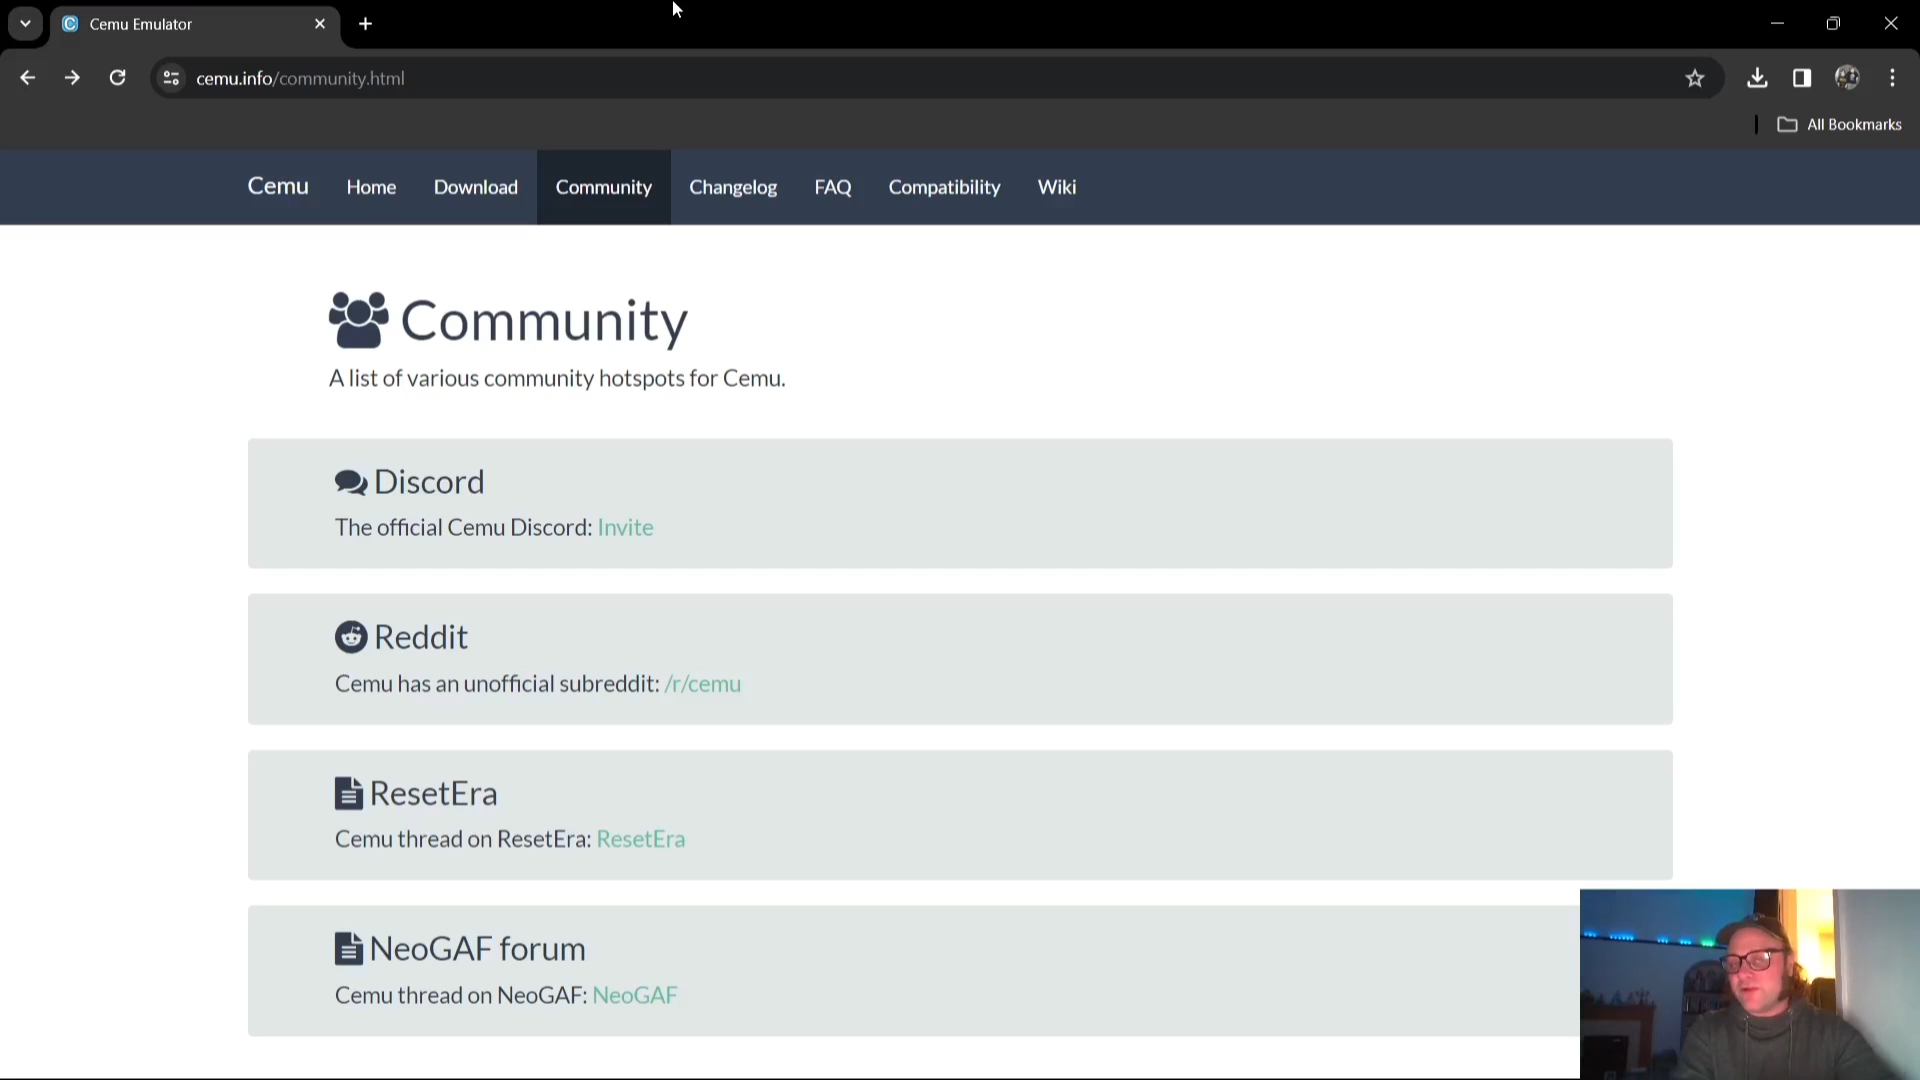 Cemu Emulator
cemu.info/community.html
All Bookmarks
Cemu Home Download Community Changelog FAQ Compatibility Wiki
Community
A list of various community hotspots for Cemu.
Discord
The official Cemu Discord: Invite
Reddit
Cemu has an unofficial subreddit: /r/cemu
ResetEra
Cemu thread on ResetEra: ResetEra
NeoGAF forum
Cemu thread on NeoGAF: NeoGAF